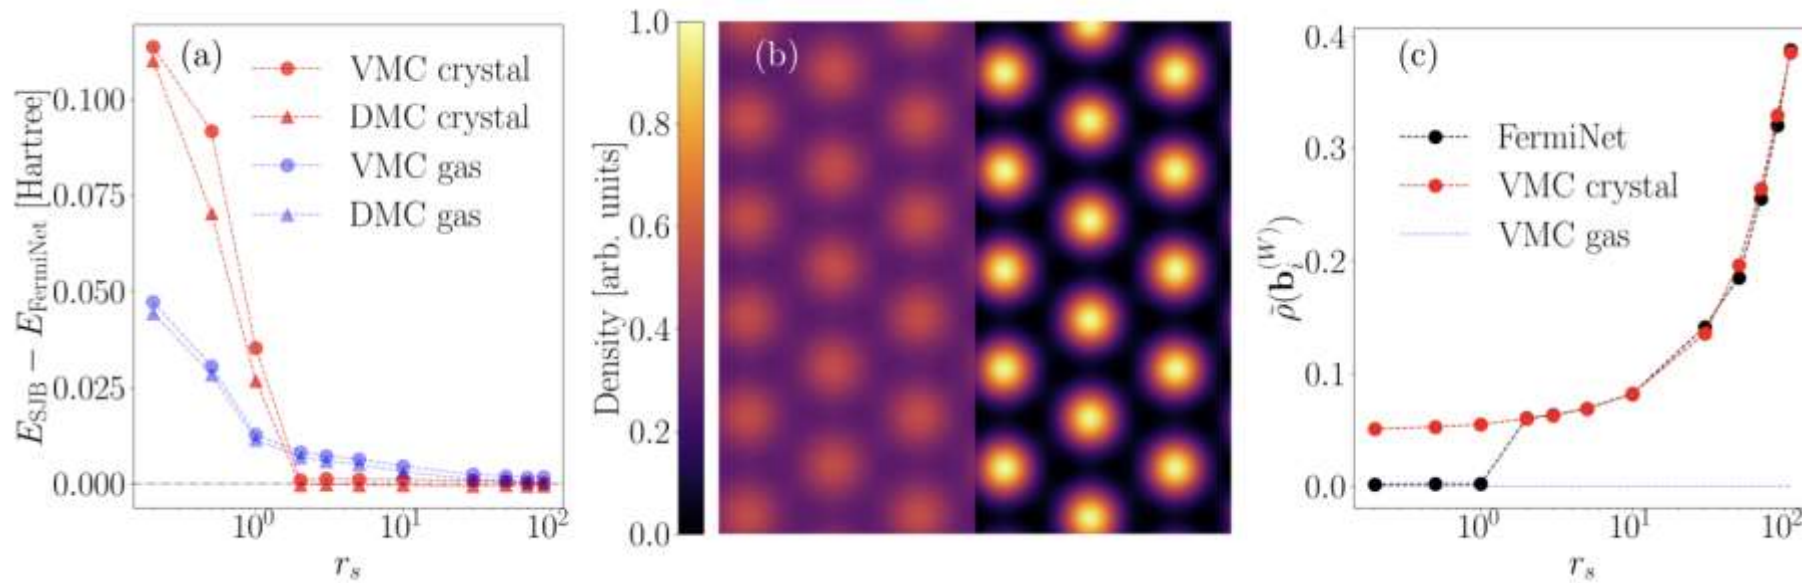 (a)
VMC crystal
DMC crystal
VMC gas
DMC gas
E_SJB − E_FermiNet [Hartree]
0.100
0.075
0.050
0.025
0.000
10^0 10^1 10^2
r_s
(b)
Density [arb. units]
1.0
0.8
0.6
0.4
0.2
0.0
(c)
FermiNet
VMC crystal
VMC gas
ρ̃(b_i^(W))
0.4
0.3
0.2
0.1
0.0
10^0 10^1 10^2
r_s